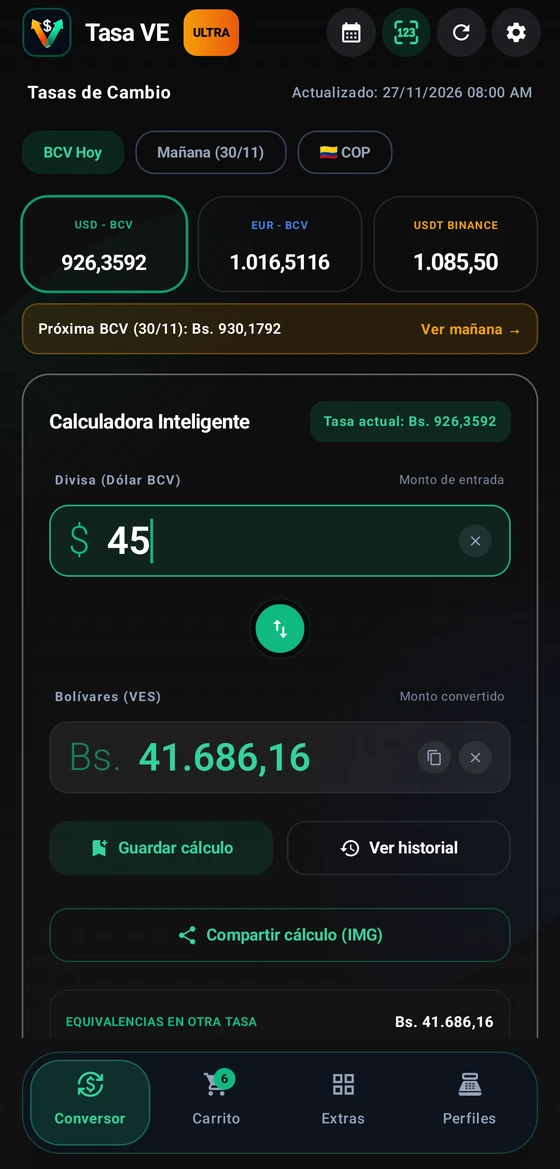 $
Tasa VE
ULTRA
123
Tasas de Cambio
Actualizado: 27/11/2026 08:00 AM
BCV Hoy
Mañana (30/11)
🇨🇴 COP
USD - BCV
926,3592
EUR - BCV
1.016,5116
USDT BINANCE
1.085,50
Próxima BCV (30/11): Bs. 930,1792
Ver mañana →
Calculadora Inteligente
Tasa actual: Bs. 926,3592
Divisa (Dólar BCV)
Monto de entrada
$ 45
Bolívares (VES)
Monto convertido
Bs. 41.686,16
Guardar cálculo
Ver historial
Compartir cálculo (IMG)
EQUIVALENCIAS EN OTRA TASA
Bs. 41.686,16
Conversor
6
Carrito
Extras
Perfiles